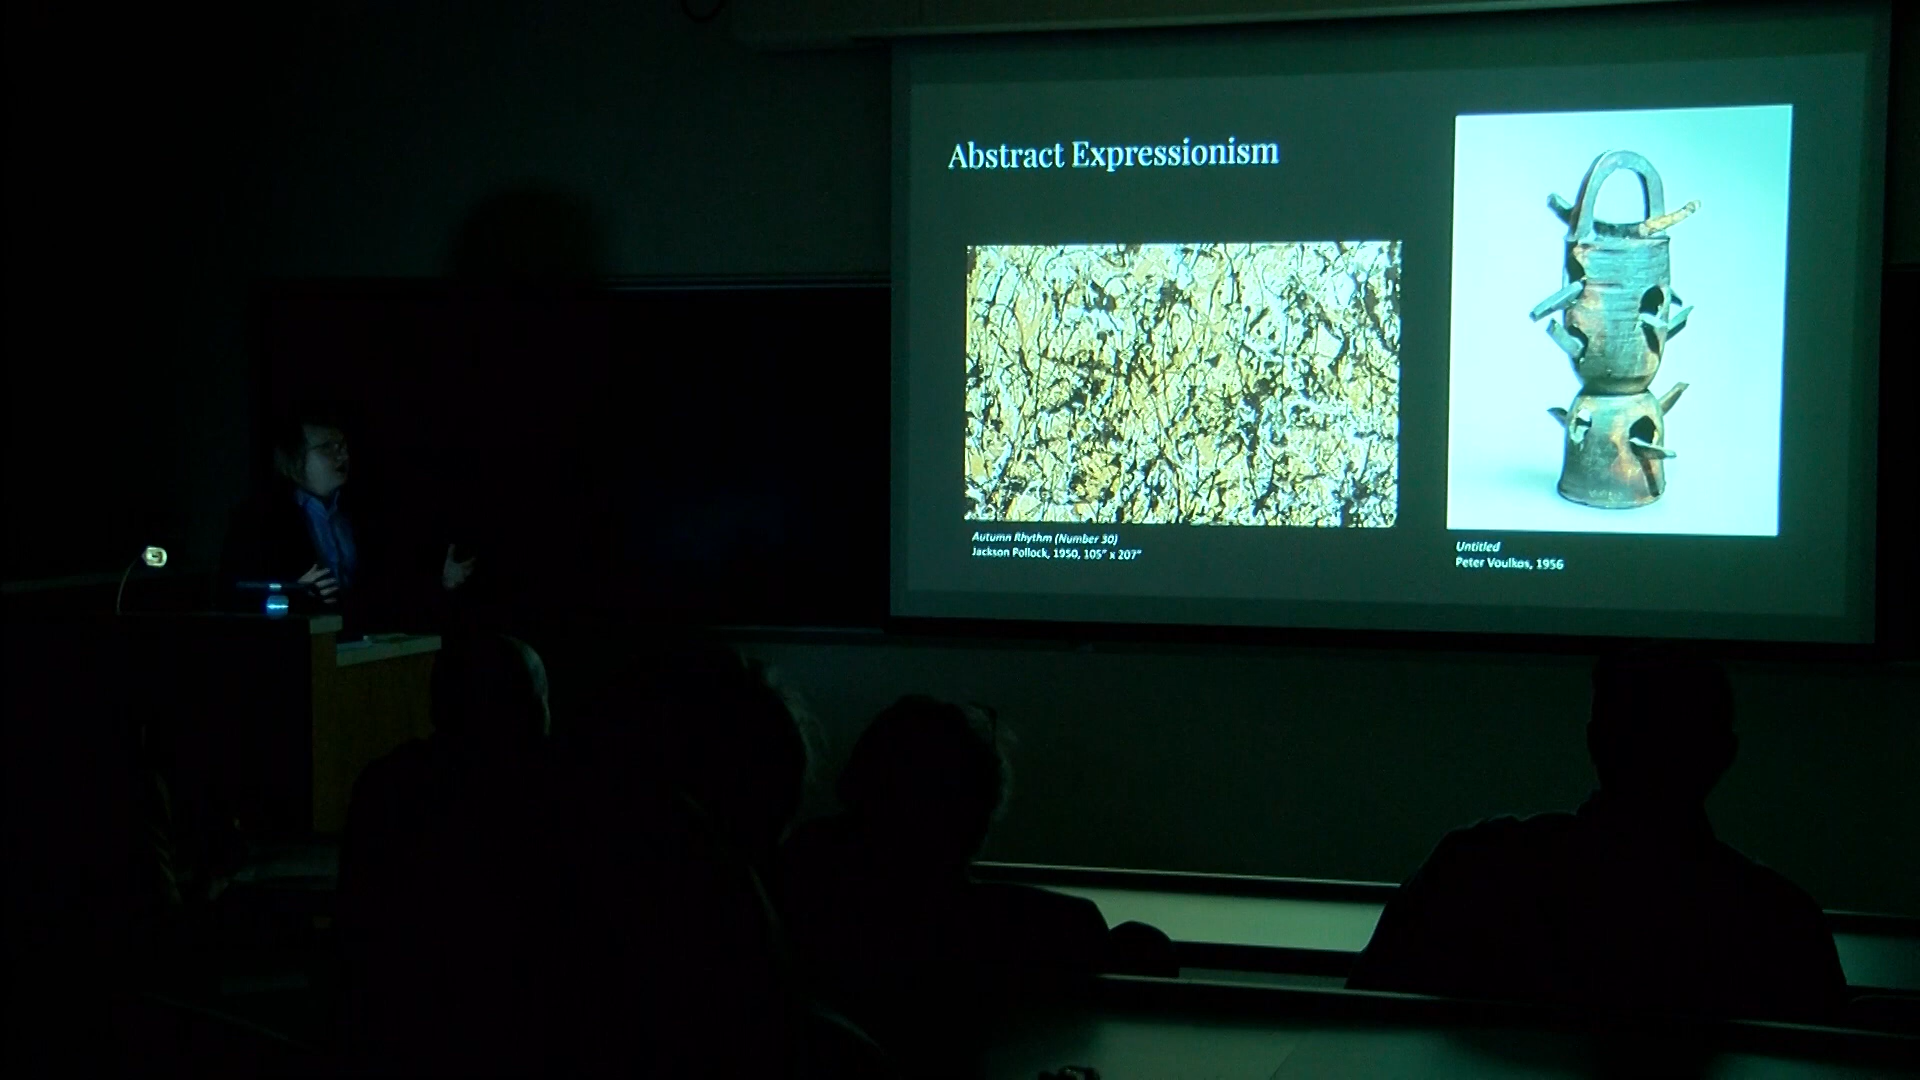 Abstract Expressionism
Autumn Rhythm (Number 30)
Jackson Pollock, 1950, 105" x 207"
Untitled
Peter Voulkos, 1956